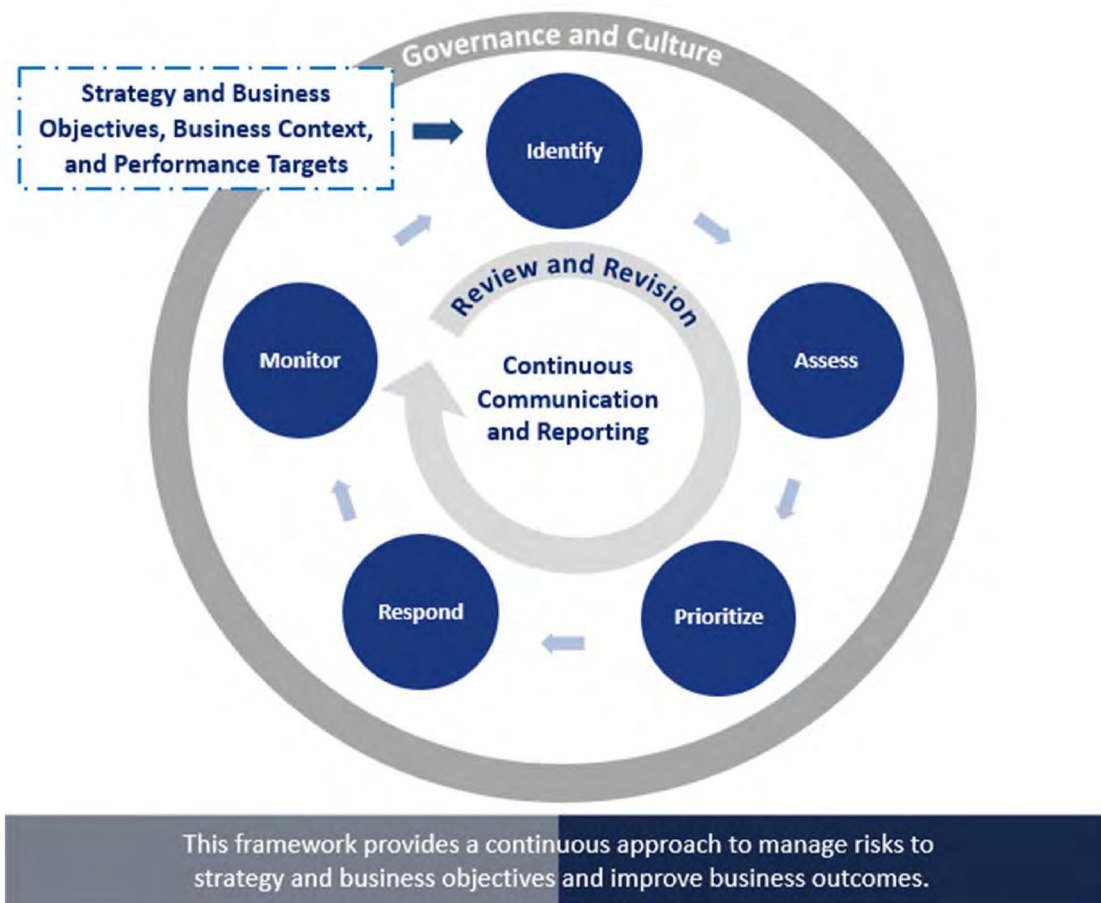 Governance and Culture
Strategy and Business
Objectives, Business Context,
and Performance Targets
Identify
Review and Revision
Monitor
Continuous
Communication
and Reporting
Assess
Respond
Prioritize
This framework provides a continuous approach to manage risks to
strategy and business objectives and improve business outcomes.